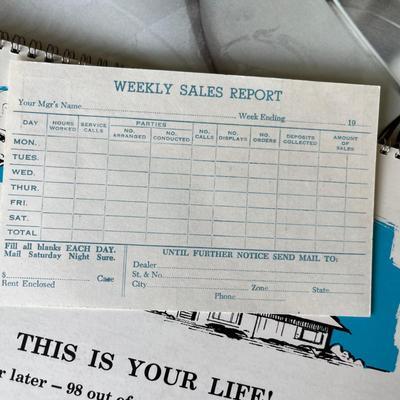 WEEKLY SALES REPORT
Your Mgr's Name Week Ending 19
DAY HOURS WORKED SERVICE CALLS PARTIES NO. ARRANGED NO. CONDUCTED NO. CALLS NO. DISPLAYS NO. ORDERS DEPOSITS COLLECTED AMOUNT OF SALES
MON.
TUES.
WED.
THUR.
FRI.
SAT.
TOTAL
Fill all blanks EACH DAY.
Mail Saturday Night Sure.
$ Case
Rent Enclosed
UNTIL FURTHER NOTICE SEND MAIL TO:
Dealer
St. & No.
City Zone State
Phone
THIS IS YOUR LIFE!
later – 98 out of